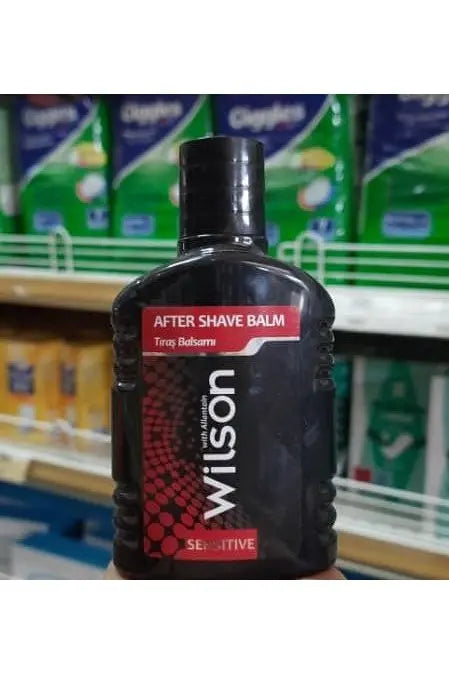 Giggles
Giggles
Giggles
AFTER SHAVE BALM
Tıraş Balsamı
with Allantoin
Wilson
SENSITIVE